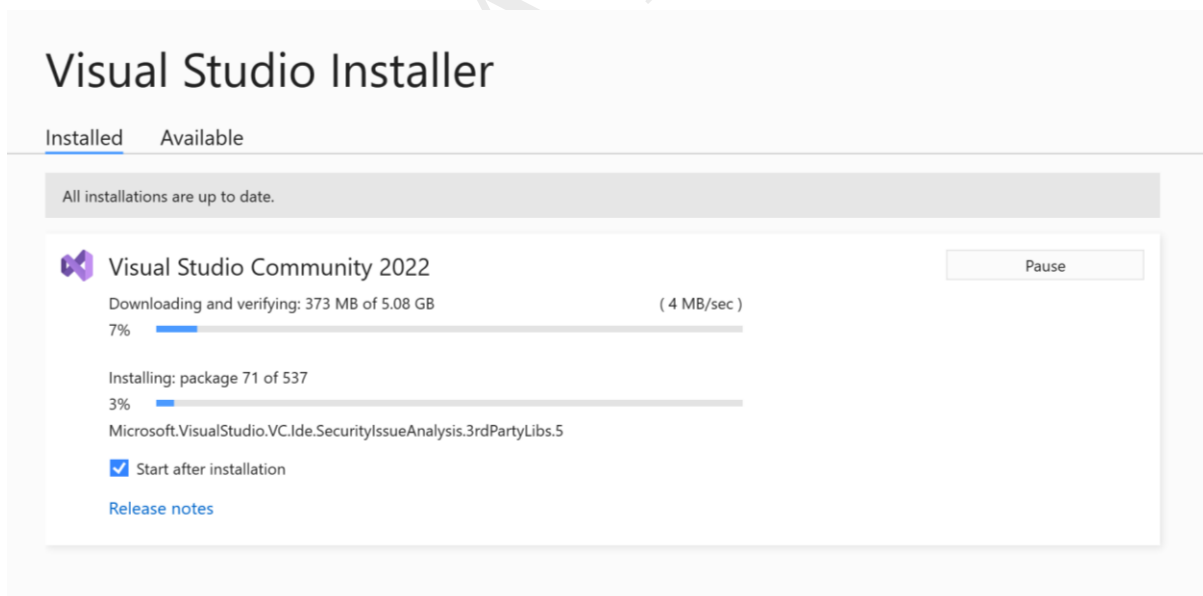 Visual Studio Installer
Installed Available
All installations are up to date.
Visual Studio Community 2022
Pause
Downloading and verifying: 373 MB of 5.08 GB ( 4 MB/sec )
7%
Installing: package 71 of 537
3%
Microsoft.VisualStudio.VC.Ide.SecurityIssueAnalysis.3rdPartyLibs.5
Start after installation
Release notes